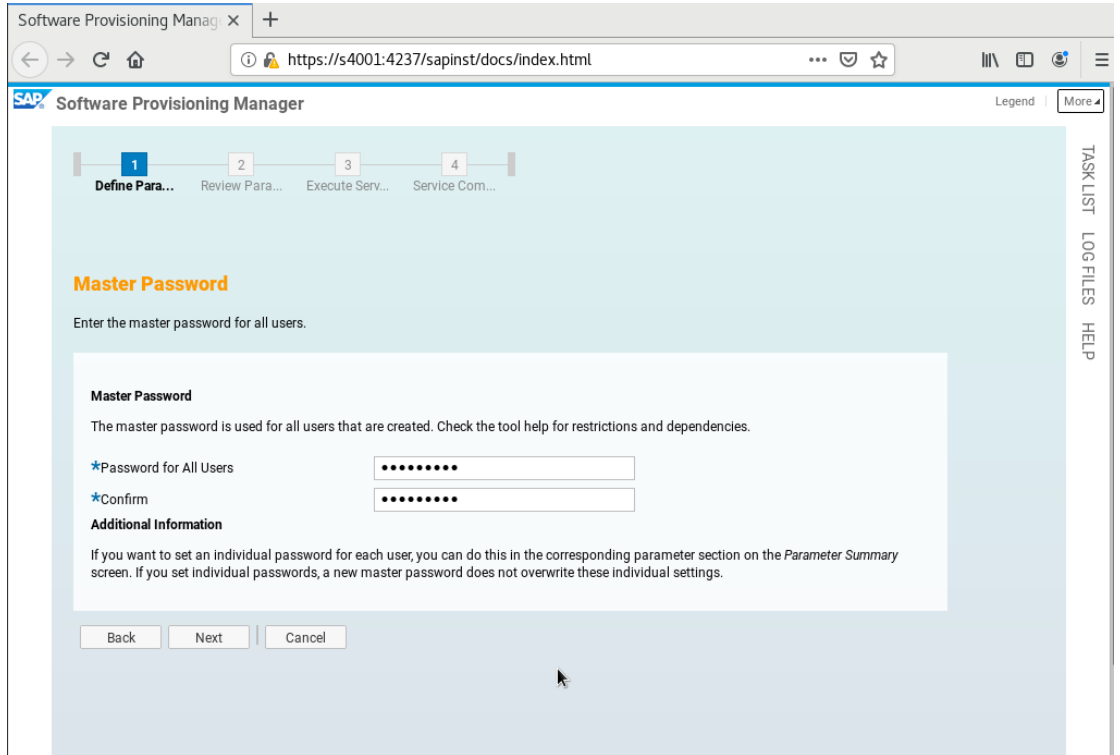 Software Provisioning Manag
https://s4001:4237/sapinst/docs/index.html
SAP Software Provisioning Manager
Legend
More
1
2
3
4
Define Para...
Review Para...
Execute Serv...
Service Com...
TASK LIST
LOG FILES
HELP
Master Password
Enter the master password for all users.
Master Password
The master password is used for all users that are created. Check the tool help for restrictions and dependencies.
*Password for All Users
•••••••••
*Confirm
•••••••••
Additional Information
If you want to set an individual password for each user, you can do this in the corresponding parameter section on the Parameter Summary
screen. If you set individual passwords, a new master password does not overwrite these individual settings.
Back
Next
Cancel